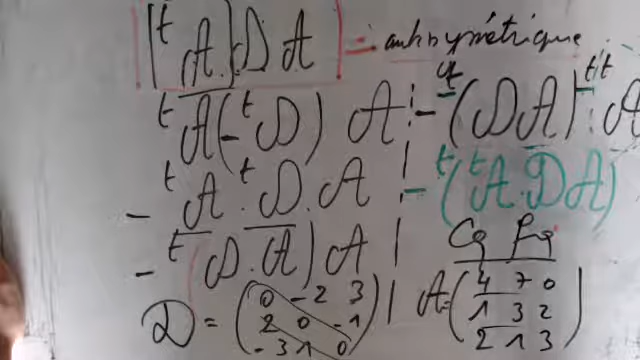 ᵗA.)D A = antisymétrique
ᵗA(-ᵗD) A = -ᵗ(DA).ᵗᵗA
- ᵗA.ᵗD.A = -ᵗ(ᵗA.DA)
- ᵗ(D.A) A
D = (0 -2 3
2 0 -1
-3 1 0)
A = (4 7 0
1 3 2
2 1 3)